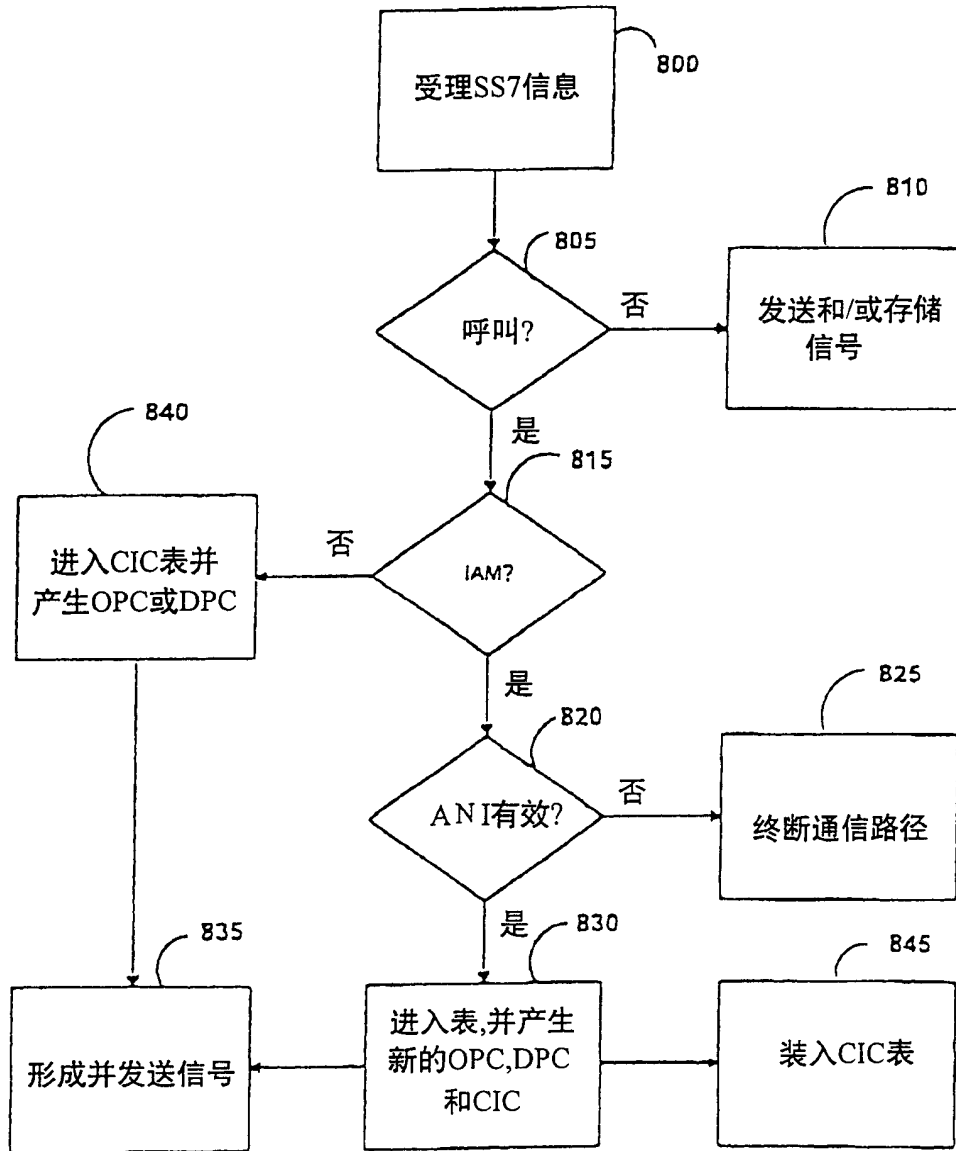 受理SS7信息
800
805
810
呼叫?
否
发送和/或存储
信号
是
840
815
否
进入CIC表并
产生OPC或DPC
IAM?
是
825
820
ANI有效?
否
终断通信路径
是
835
830
845
形成并发送信号
进入表,并产生
新的OPC,DPC
和CIC
装入CIC表